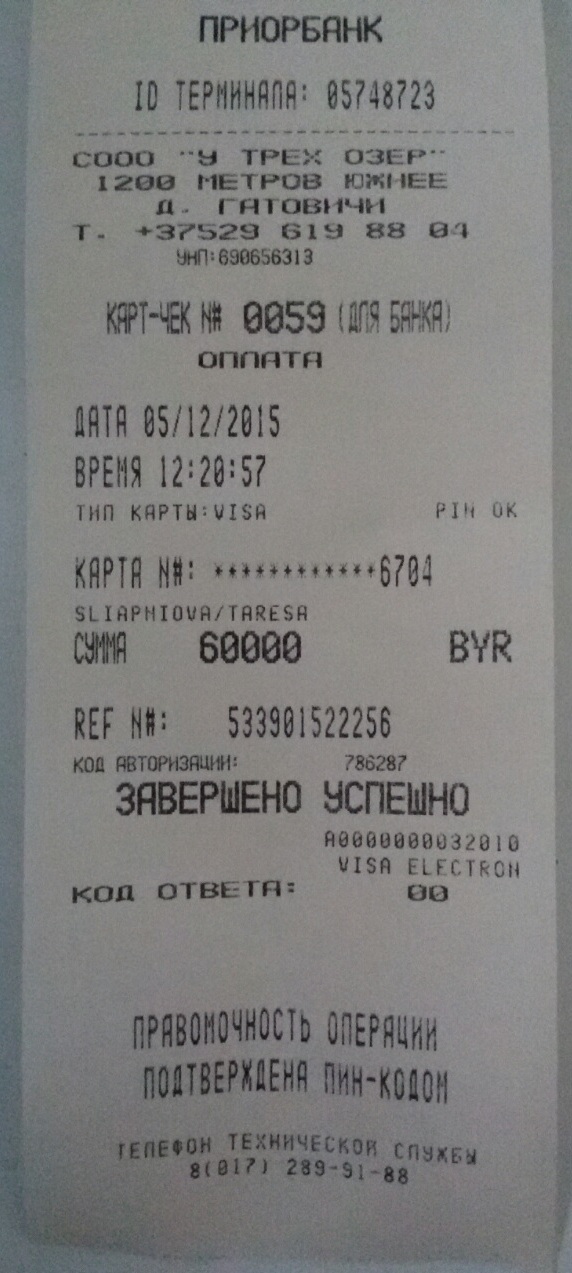 ПРИОРБАНК
ID ТЕРМИНАЛА: 05748723
СООО "У ТРЕХ ОЗЕР"
1200 МЕТРОВ ЮЖНЕЕ
Д. ГАТОВИЧИ
Т. +37529 619 88 04
УНП:690656313
КАРТ-ЧЕК N# 0059 (ДЛЯ БАНКА)
ОПЛАТА
ДАТА 05/12/2015
ВРЕМЯ 12:20:57
ТИП КАРТЫ:VISA PIN OK
КАРТА N#: ************6704
SLIAPNIOVA/TARESA
СУММА 60000 BYR
REF N#: 533901522256
КОД АВТОРИЗАЦИИ: 786287
ЗАВЕРШЕНО УСПЕШНО
A0000000032010
VISA ELECTRON
КОД ОТВЕТА: 00
ПРАВОМОЧНОСТЬ ОПЕРАЦИИ
ПОДТВЕРЖДЕНА ПИН-КОДОМ
ТЕЛЕФОН ТЕХНИЧЕСКОЙ СЛУЖБЫ
8(017) 289-91-88